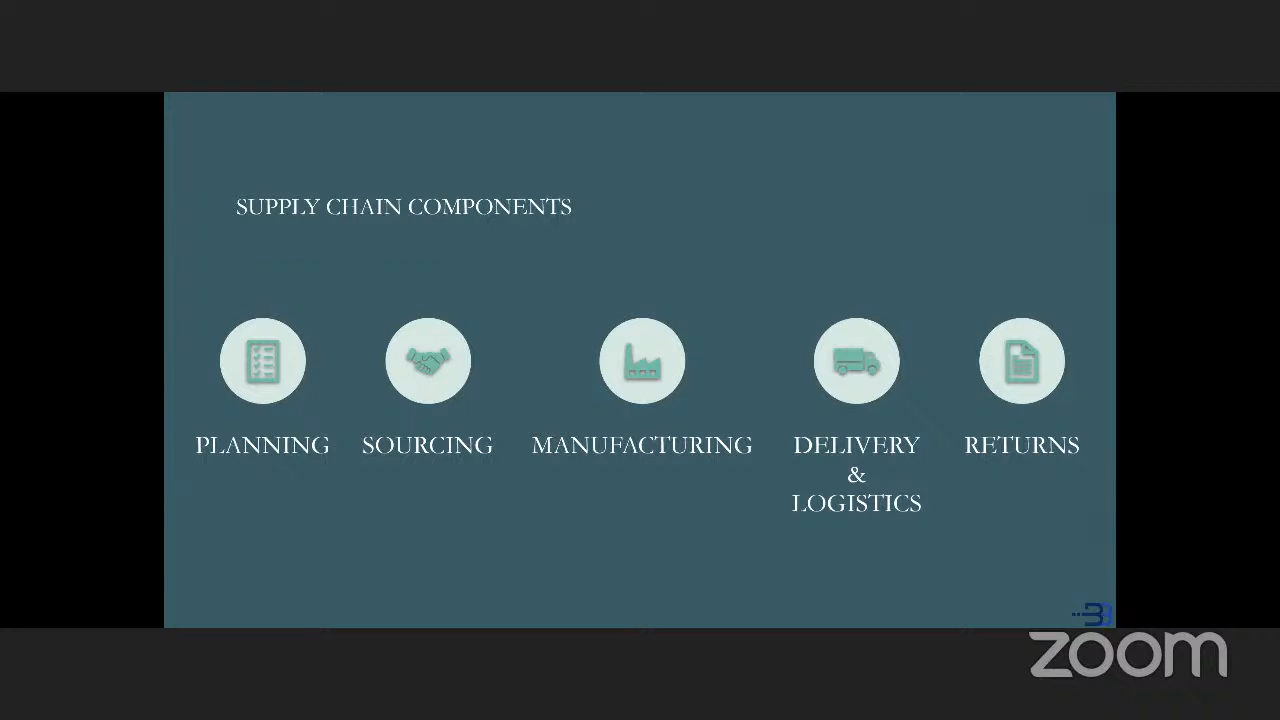 SUPPLY CHAIN COMPONENTS
PLANNING
SOURCING
MANUFACTURING
DELIVERY
&
LOGISTICS
RETURNS
zoom